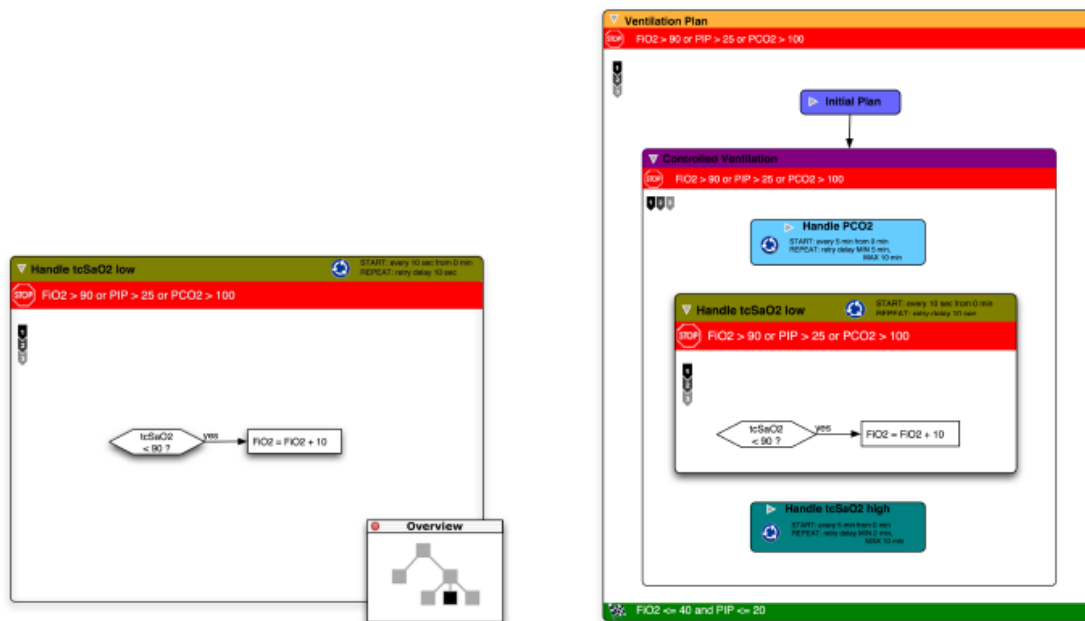 Handle tcSaO2 low
START: every 10 sec from 0 min
REPEAT: retry delay 10 sec
STOP
FiO2 > 90 or PIP > 25 or PCO2 > 100
1
2
3
tcSaO2
< 90 ?
yes
FiO2 = FiO2 + 10
Overview
Ventilation Plan
STOP
FiO2 > 90 or PIP > 25 or PCO2 > 100
1
2
3
Initial Plan
Controlled Ventilation
STOP
FiO2 > 90 or PIP > 25 or PCO2 > 100
1 2 3
Handle PCO2
START: every 5 min from 0 min
REPEAT: retry delay MIN 5 min,
MAX 10 min
Handle tcSaO2 low
START: every 10 sec from 0 min
REPEAT: retry delay 10 sec
STOP
FiO2 > 90 or PIP > 25 or PCO2 > 100
1
2
3
tcSaO2
< 90 ?
yes
FiO2 = FiO2 + 10
Handle tcSaO2 high
START: every 5 min from 0 min
REPEAT: retry delay MIN 2 min,
MAX 10 min
FiO2 <= 40 and PIP <= 20